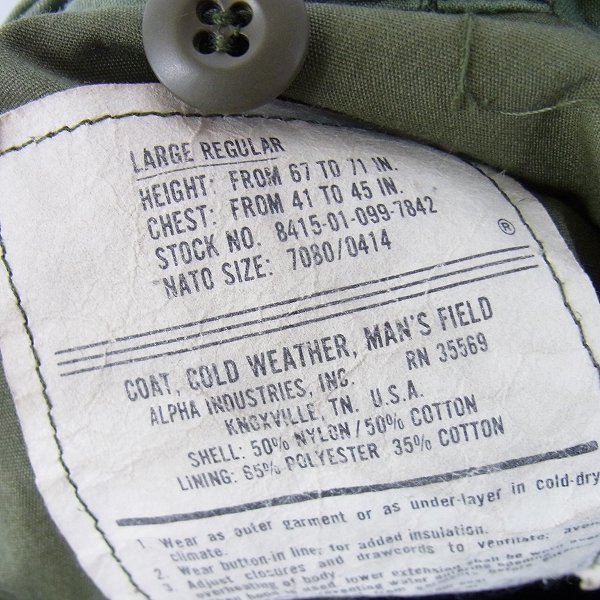 LARGE REGULAR
HEIGHT: FROM 67 TO 71 IN.
CHEST: FROM 41 TO 45 IN.
STOCK NO. 8415-01-099-7842
NATO SIZE: 7080/0414
®
COAT, COLD WEATHER, MAN'S FIELD
ALPHA INDUSTRIES, INC. RN 35569
KNOXVILLE, TN. U.S.A.
SHELL: 50% NYLON/50% COTTON
LINING: 65% POLYESTER 35% COTTON
1. Wear as outer garment or as under-layer in cold-dry
climate.
2. Wear button-in liner for added insulation.
3. Adjust closures and drawcords to ventilate;
overheating of body.